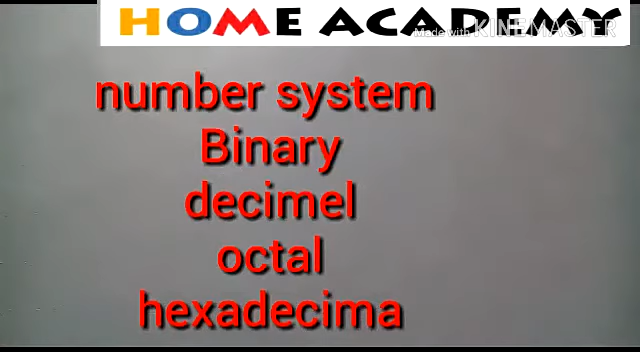 HOME ACADEMY
Made with KINEMASTER
number system
Binary
decimel
octal
hexadecima